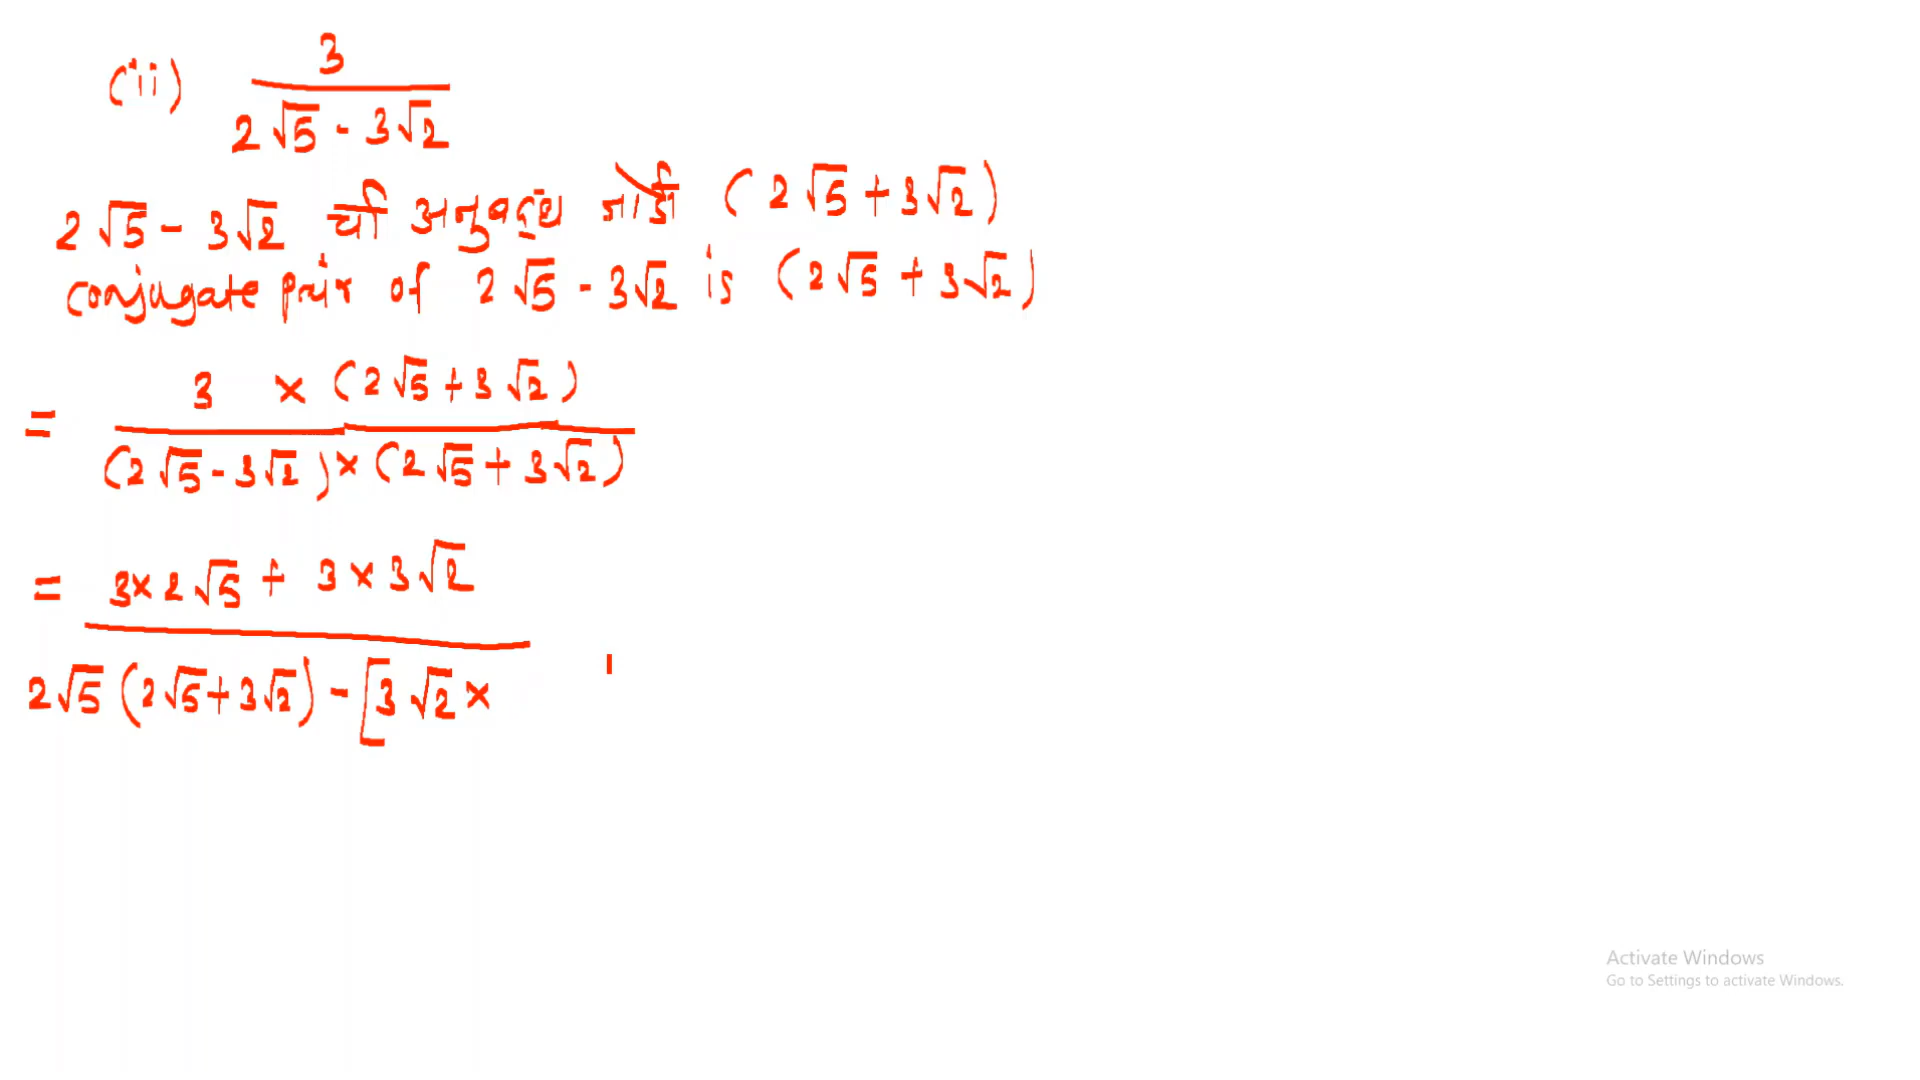 (ii) 3 / (2√5 - 3√2)
2√5 - 3√2 ची अनुबद्ध जोडी (2√5 + 3√2)
conjugate pair of 2√5 - 3√2 is (2√5 + 3√2)
= 3 × (2√5 + 3√2) / (2√5 - 3√2) × (2√5 + 3√2)
= 3×2√5 + 3×3√2 / 2√5 (2√5 + 3√2) - [3√2 ×
Activate Windows
Go to Settings to activate Windows.